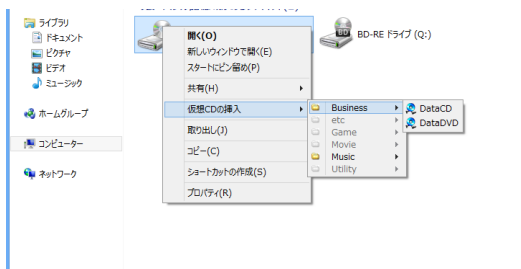 ライブラリ
ドキュメント
ピクチャ
ビデオ
ミュージック
ホームグループ
コンピューター
ネットワーク
BD-RE ドライブ (Q:)
開く(O)
新しいウィンドウで開く(E)
スタートにピン留め(P)
共有(H)
仮想CDの挿入
取り出し(J)
コピー(C)
ショートカットの作成(S)
プロパティ(R)
Business
etc
Game
Movie
Music
Utility
DataCD
DataDVD